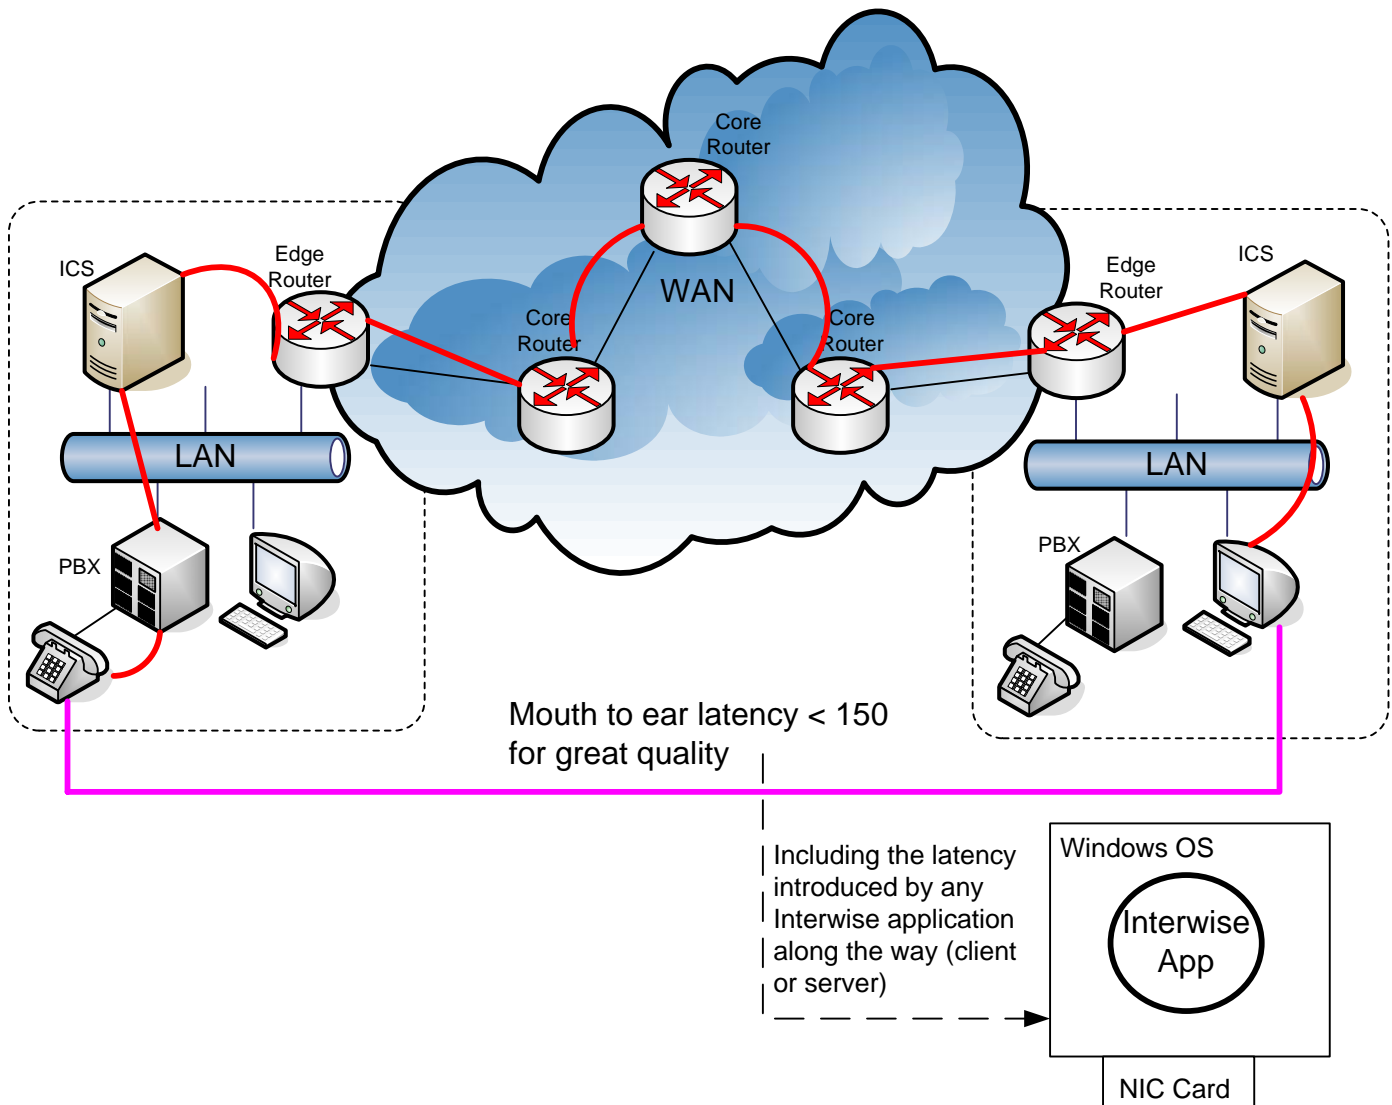 Core
Router
ICS
Edge
Router
Edge
Router
ICS
WAN
Core
Router
Core
Router
LAN
LAN
PBX
PBX
Mouth to ear latency < 150
for great quality
Including the latency
introduced by any
Interwise application
along the way (client
or server)
Windows OS
Interwise
App
NIC Card